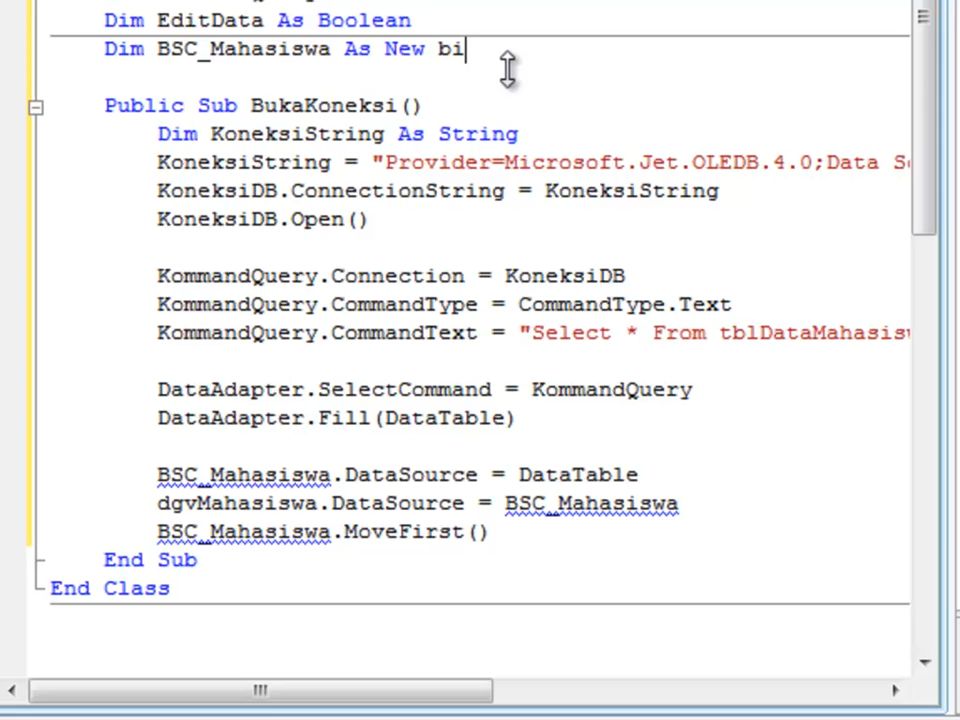 Dim EditData As Boolean
Dim BSC_Mahasiswa As New bi
Public Sub BukaKoneksi()
Dim KoneksiString As String
KoneksiString = "Provider=Microsoft.Jet.OLEDB.4.0;Data
KoneksiDB.ConnectionString = KoneksiString
KoneksiDB.Open()
KommandQuery.Connection = KoneksiDB
KommandQuery.CommandType = CommandType.Text
KommandQuery.CommandText = "Select * From tblDataMahasisw
DataAdapter.SelectCommand = KommandQuery
DataAdapter.Fill(DataTable)
BSC_Mahasiswa.DataSource = DataTable
dgvMahasiswa.DataSource = BSC_Mahasiswa
BSC_Mahasiswa.MoveFirst()
End Sub
End Class